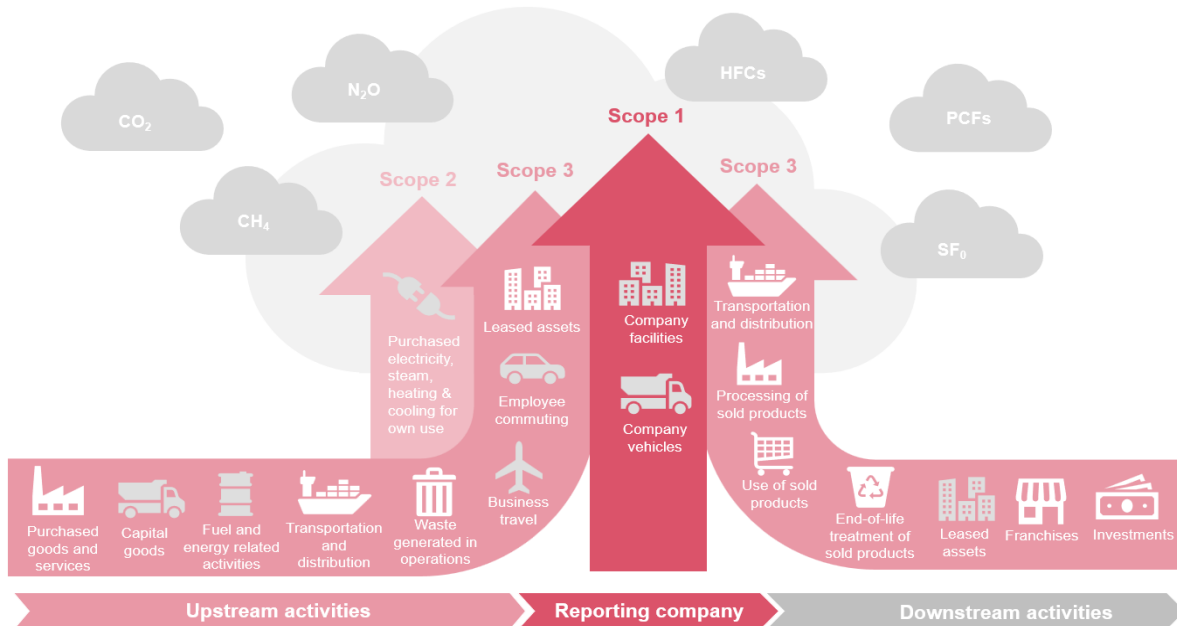 CO₂
N₂O
HFCs
PCFs
CH₄
SF₀
Scope 1
Scope 2
Scope 3
Scope 3
Purchased
electricity,
steam,
heating &
cooling for
own use
Leased assets
Employee
commuting
Business
travel
Company
facilities
Company
vehicles
Transportation
and distribution
Processing of
sold products
Use of sold
products
Purchased
goods and
services
Capital
goods
Fuel and
energy related
activities
Transportation
and
distribution
Waste
generated in
operations
End-of-life
treatment of
sold products
Leased
assets
Franchises
Investments
Upstream activities
Reporting company
Downstream activities